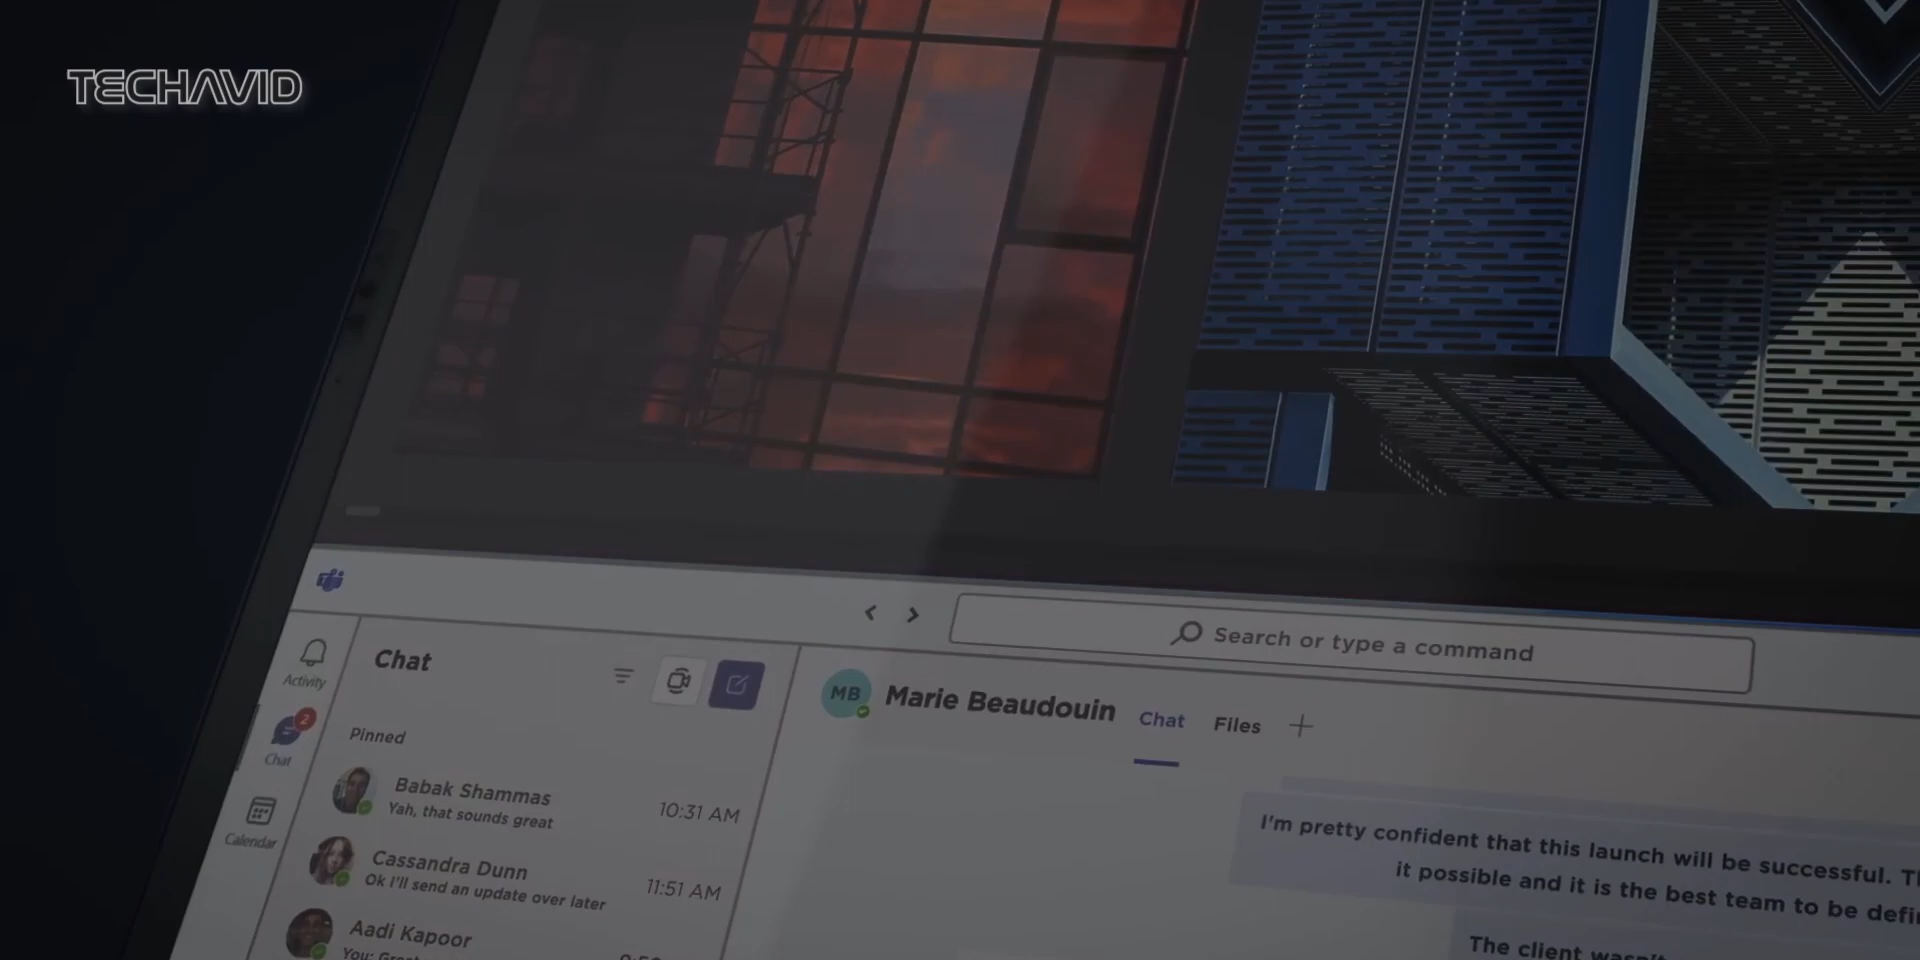 TECHAVID
Search or type a command
Activity
Chat
2
Chat
Calendar
Pinned
Babak Shammas
Yah, that sounds great
10:31 AM
Cassandra Dunn
Ok I'll send an update over later
11:51 AM
Aadi Kapoor
You:
MB
Marie Beaudouin
Chat
Files
I'm pretty confident that this launch will be successful.
it possible and it is the best team to be
The client